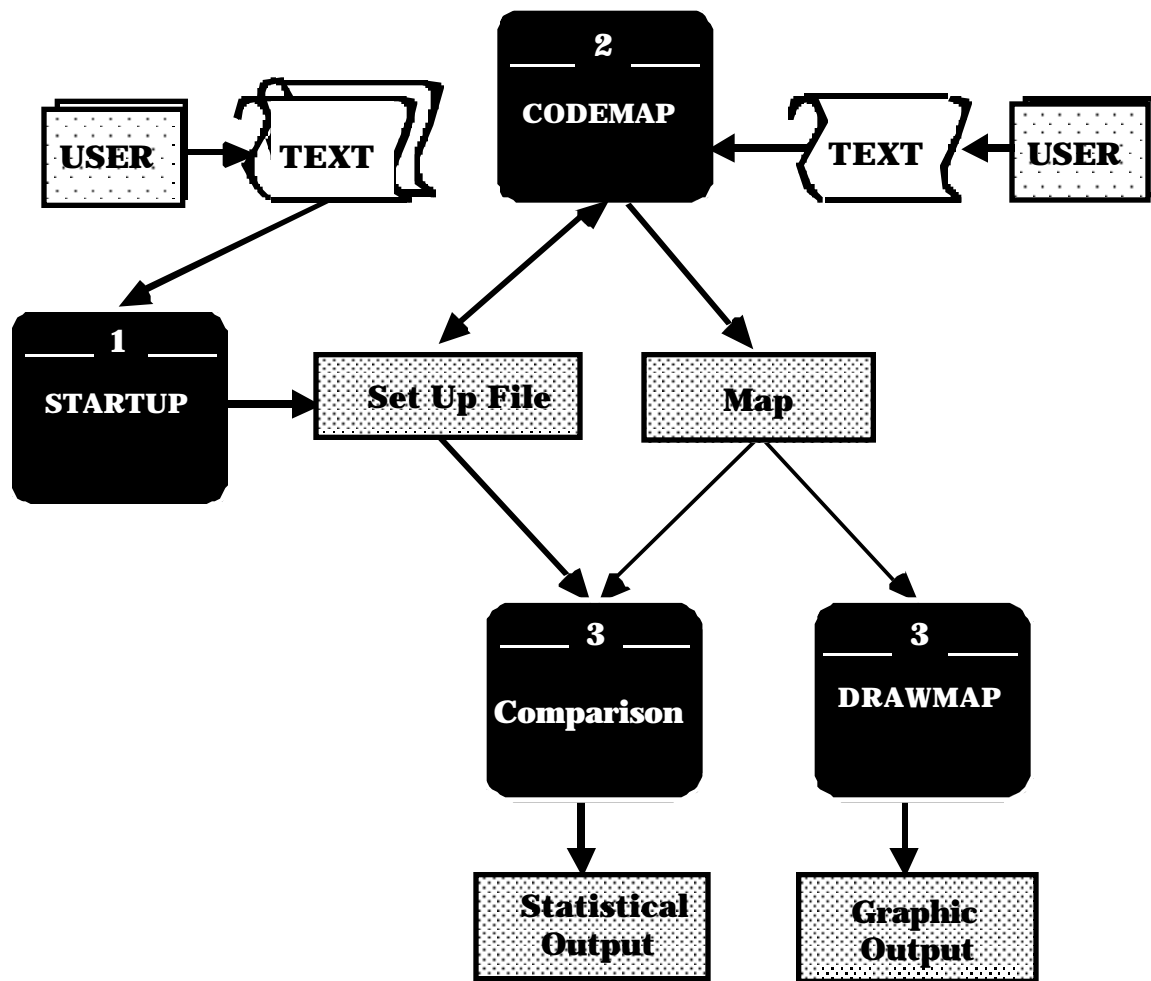 2
CODEMAP
USER
TEXT
TEXT
USER
1
STARTUP
Set Up File
Map
3
Comparison
3
DRAWMAP
Statistical
Output
Graphic
Output